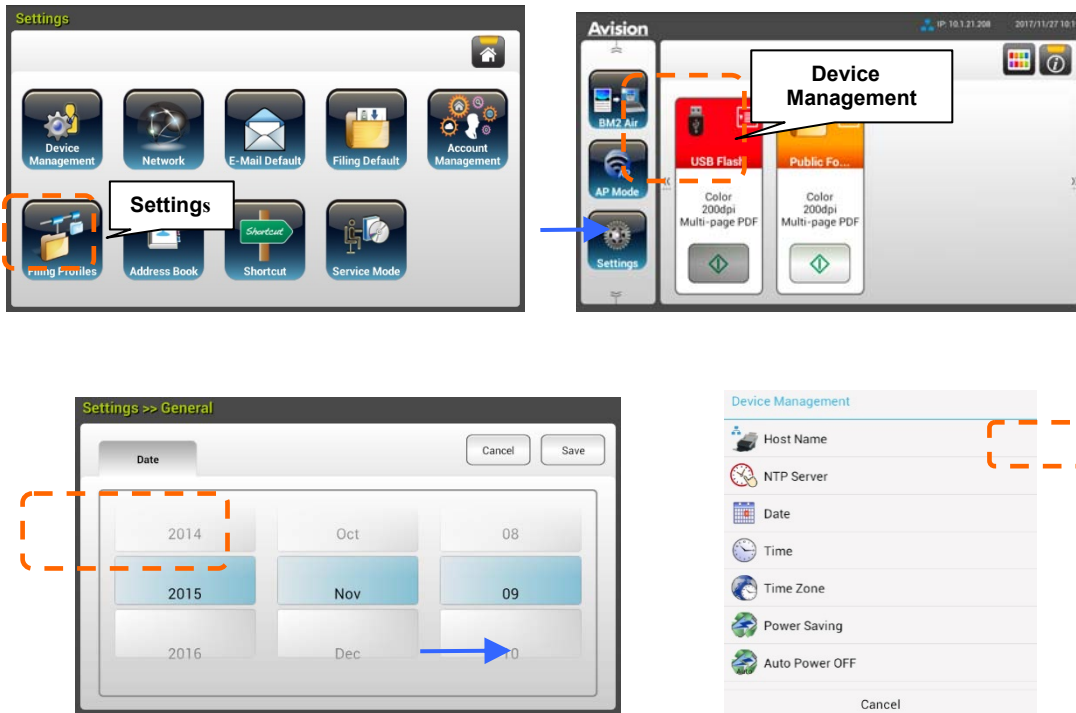 Settings
Device
Management
Network
E-Mail Default
Filing Default
Account
Management
Settings
Filing Profiles
Address Book
Shortcut
Shortcut
Service Mode
Avision
IP: 10.1.21.208
2017/11/27 10:1
BM2 Air
AP Mode
Settings
Device
Management
USB Flash
Color
200dpi
Multi-page PDF
Public Fo...
Color
200dpi
Multi-page PDF
Settings >> General
Date
Cancel
Save
2014
Oct
08
2015
Nov
09
2016
Dec
10
Device Management
Host Name
NTP Server
Date
Time
Time Zone
Power Saving
Auto Power OFF
Cancel